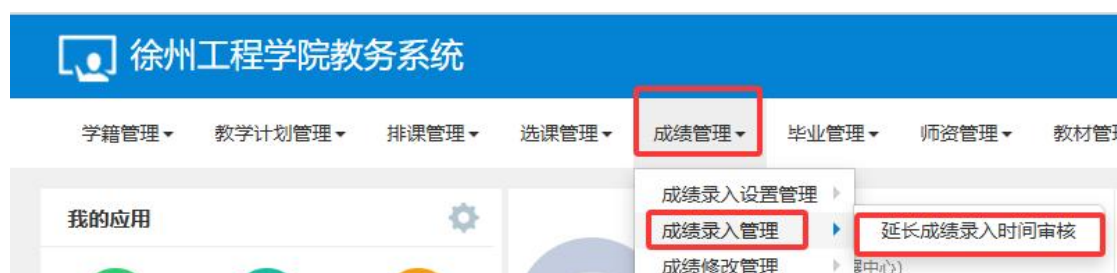 徐州工程学院教务系统
学籍管理 教学计划管理 排课管理 选课管理 成绩管理 毕业管理 师资管理 教材管
成绩录入设置管理
我的应用
成绩录入管理 延长成绩录入时间审核
成绩修改管理